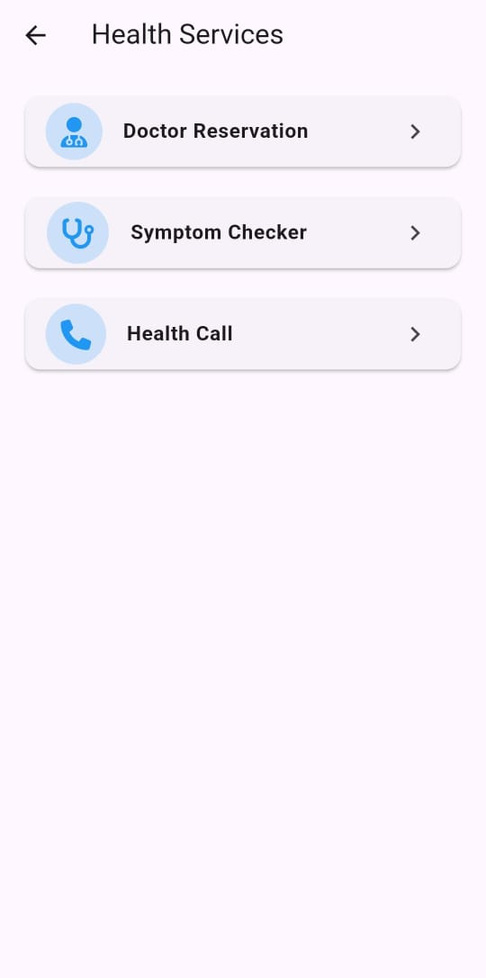 Health Services
Doctor Reservation
Symptom Checker
Health Call